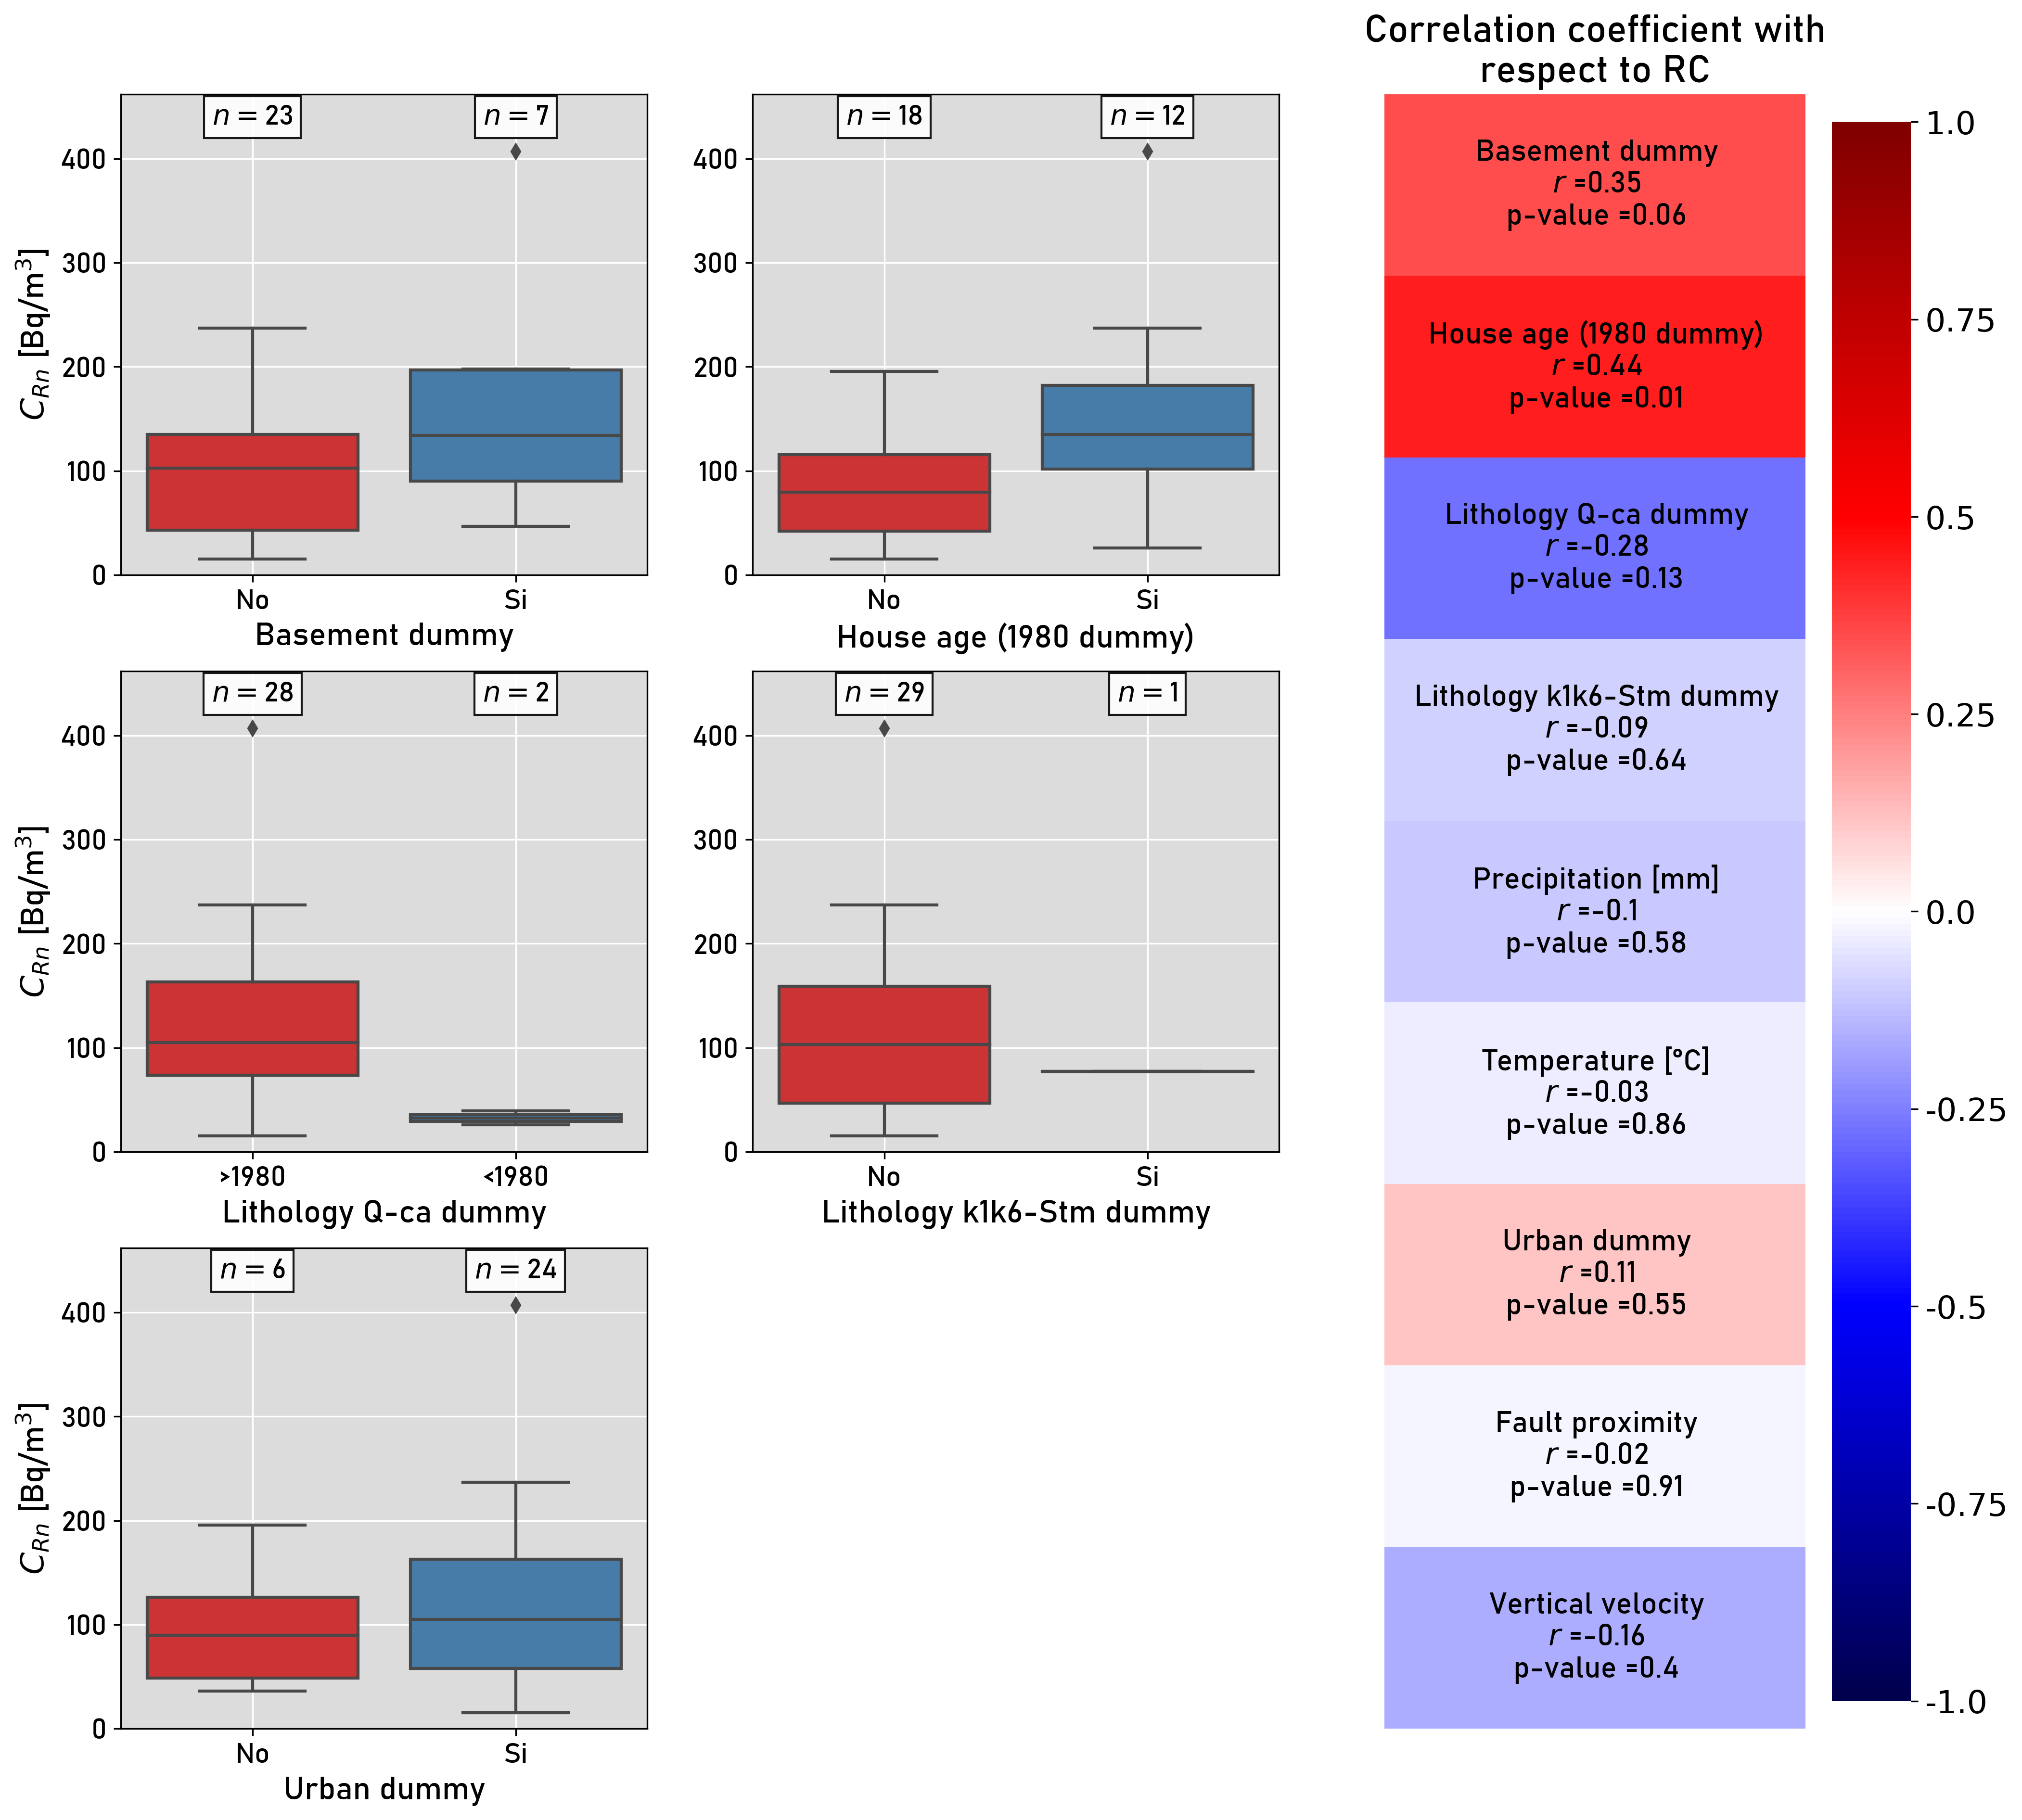 Correlation coefficient with
respect to RC
n = 23
n = 7
400
300
200
100
0
C_Rn [Bq/m³]
No
Si
Basement dummy
n = 18
n = 12
400
300
200
100
0
No
Si
House age (1980 dummy)
n = 28
n = 2
400
300
200
100
0
C_Rn [Bq/m³]
>1980
<1980
Lithology Q-ca dummy
n = 29
n = 1
400
300
200
100
0
No
Si
Lithology k1k6-Stm dummy
n = 6
n = 24
400
300
200
100
0
C_Rn [Bq/m³]
No
Si
Urban dummy
Basement dummy
r =0.35
p-value =0.06
House age (1980 dummy)
r =0.44
p-value =0.01
Lithology Q-ca dummy
r =-0.28
p-value =0.13
Lithology k1k6-Stm dummy
r =-0.09
p-value =0.64
Precipitation [mm]
r =-0.1
p-value =0.58
Temperature [°C]
r =-0.03
p-value =0.86
Urban dummy
r =0.11
p-value =0.55
Fault proximity
r =-0.02
p-value =0.91
Vertical velocity
r =-0.16
p-value =0.4
1.0
0.75
0.5
0.25
0.0
-0.25
-0.5
-0.75
-1.0